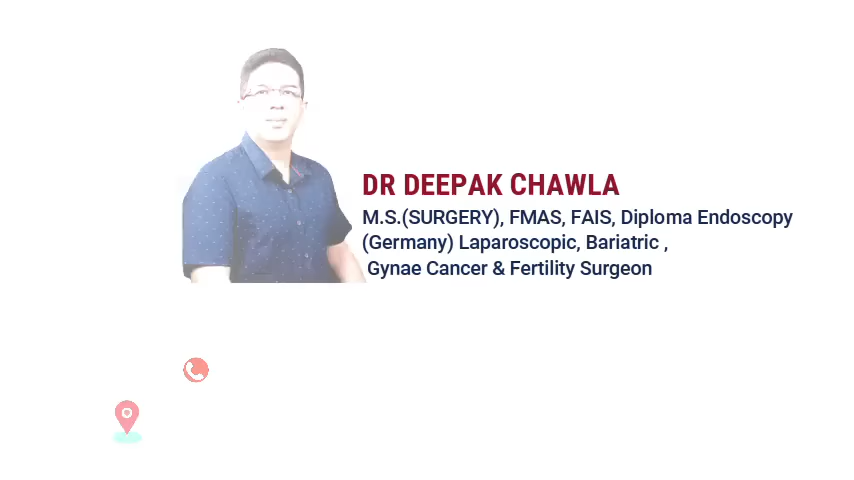 DR DEEPAK CHAWLA
M.S.(SURGERY), FMAS, FAIS, Diploma Endoscopy
(Germany) Laparoscopic, Bariatric ,
Gynae Cancer & Fertility Surgeon